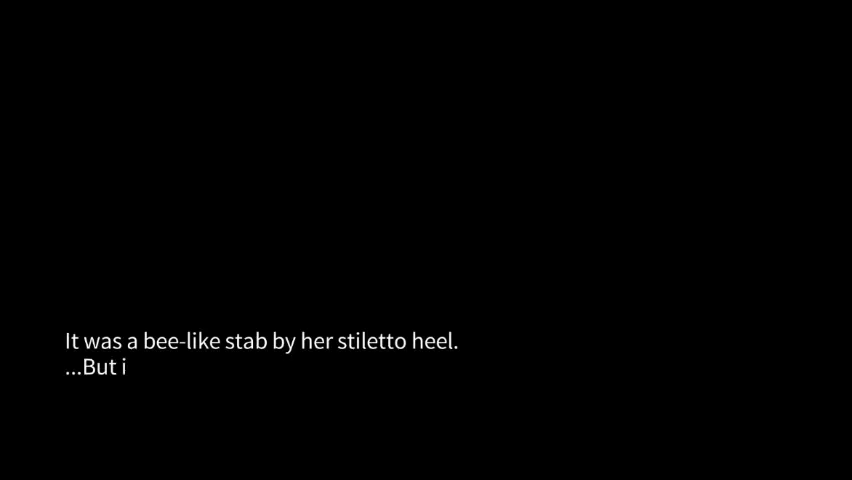 It was a bee-like stab by her stiletto heel.
...But i